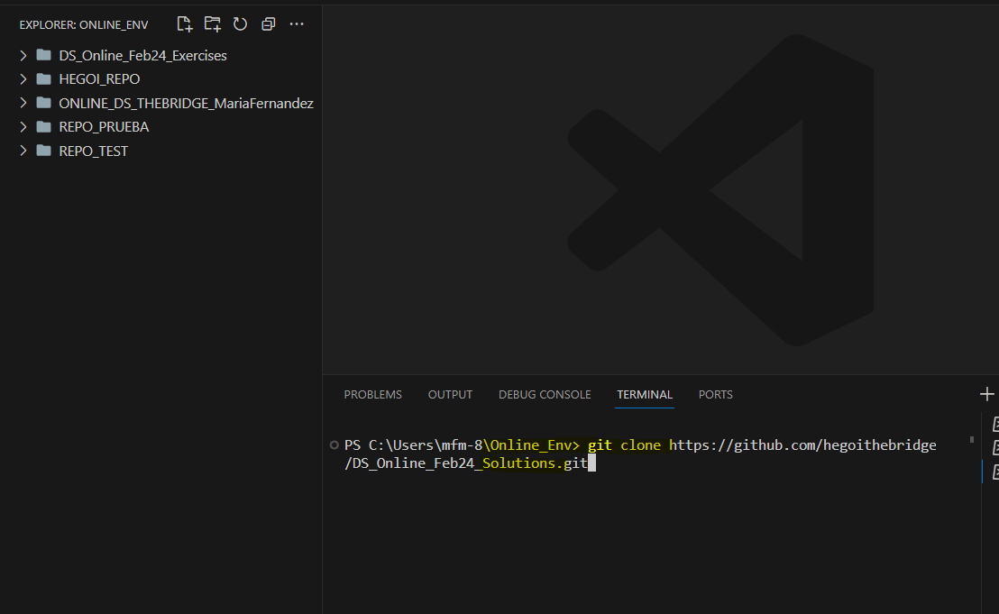 EXPLORER: ONLINE_ENV
DS_Online_Feb24_Exercises
HEGOI_REPO
ONLINE_DS_THEBRIDGE_MariaFernandez
REPO_PRUEBA
REPO_TEST
PROBLEMS OUTPUT DEBUG CONSOLE TERMINAL PORTS
PS C:\Users\mfm-8\Online_Env> git clone https://github.com/hegoithebridge
/DS_Online_Feb24_Solutions.git